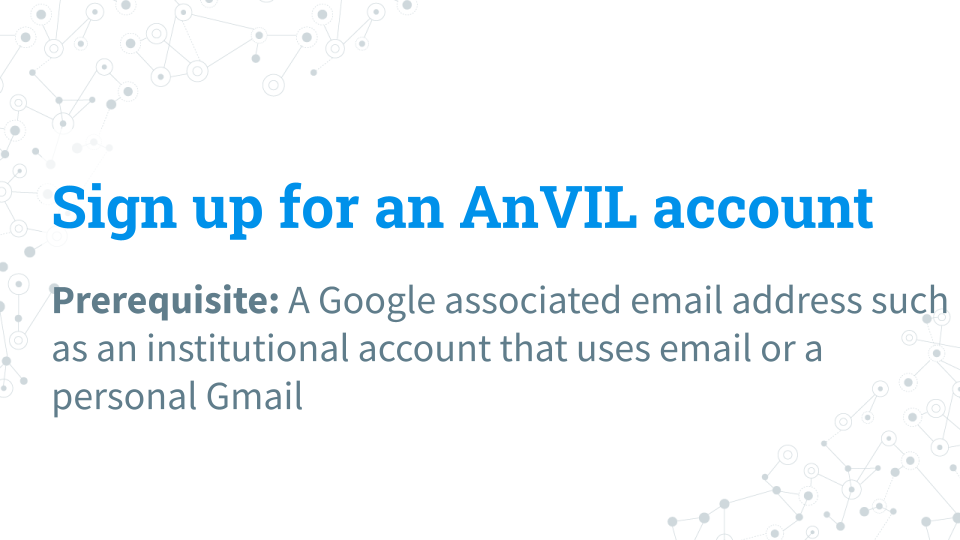 Sign up for an AnVIL account
Prerequisite: A Google associated email address such
as an institutional account that uses email or a
personal Gmail